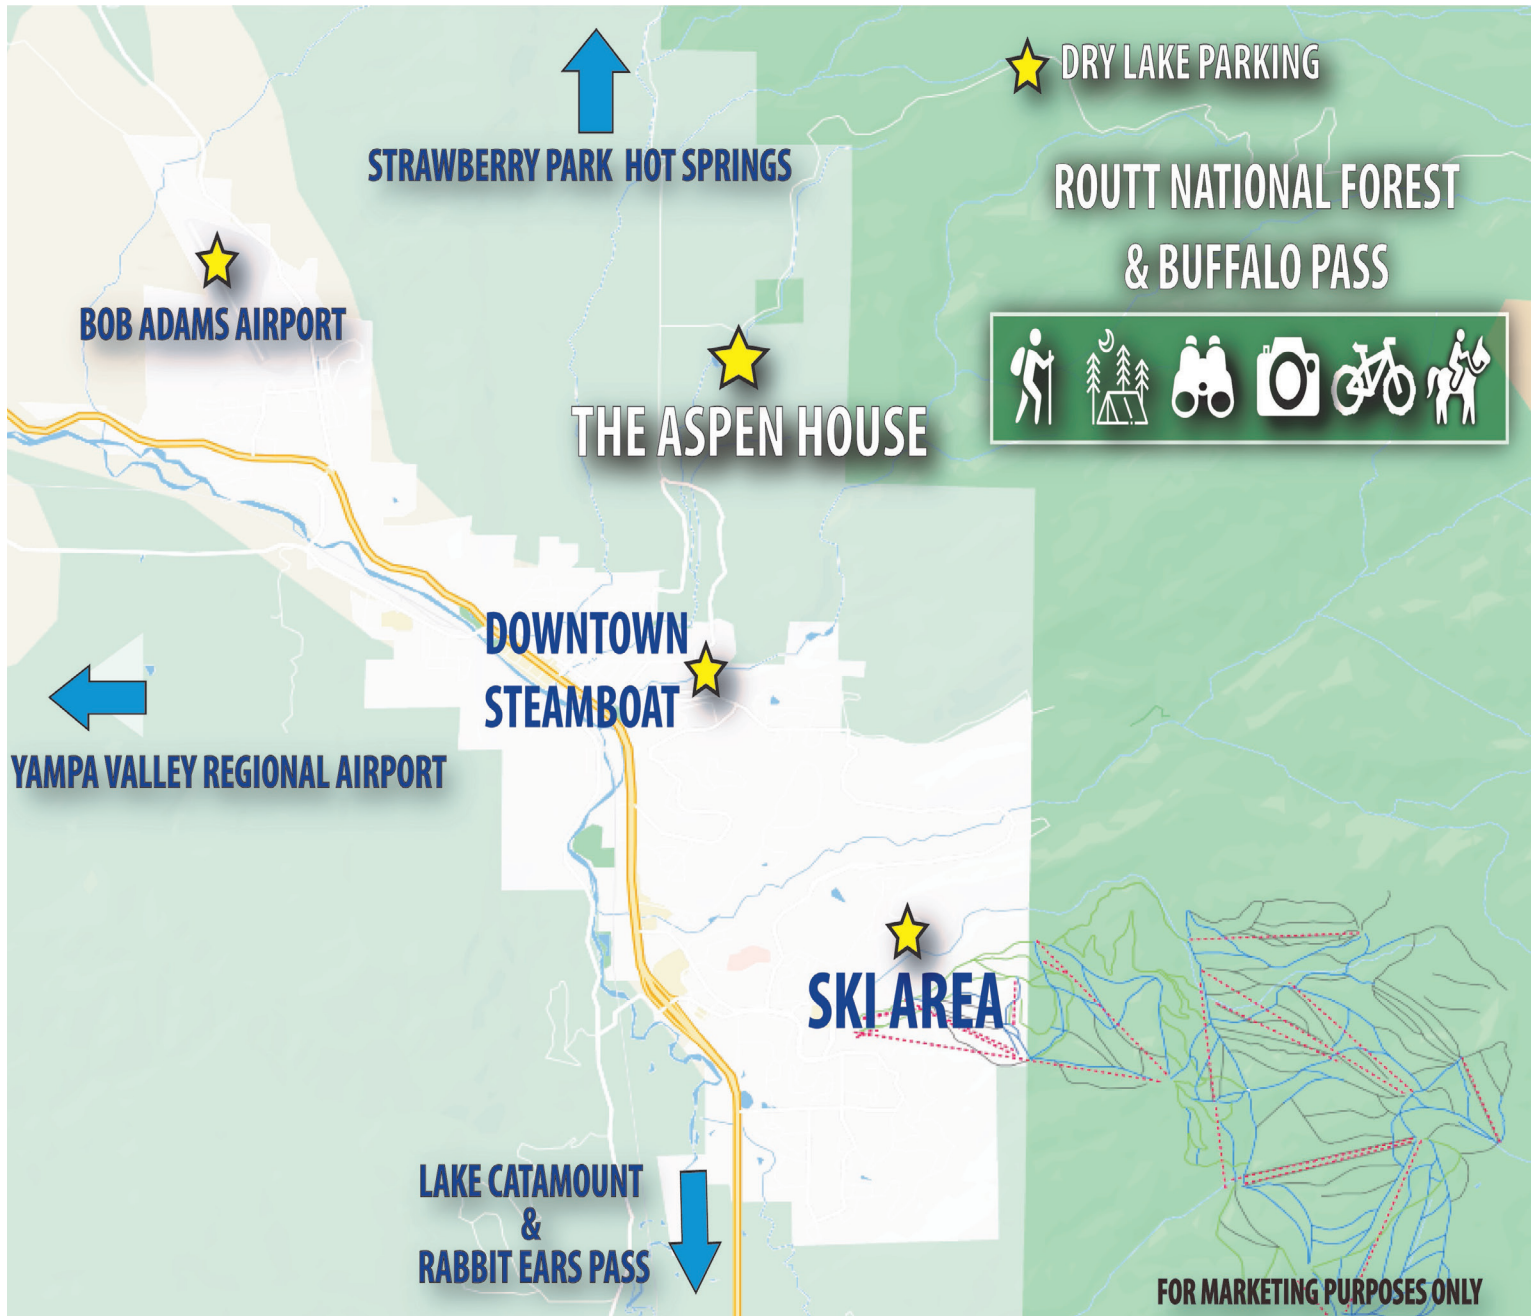 DRY LAKE PARKING
STRAWBERRY PARK HOT SPRINGS
ROUTT NATIONAL FOREST
& BUFFALO PASS
BOB ADAMS AIRPORT
THE ASPEN HOUSE
DOWNTOWN
STEAMBOAT
YAMPA VALLEY REGIONAL AIRPORT
SKI AREA
LAKE CATAMOUNT
&
RABBIT EARS PASS
FOR MARKETING PURPOSES ONLY